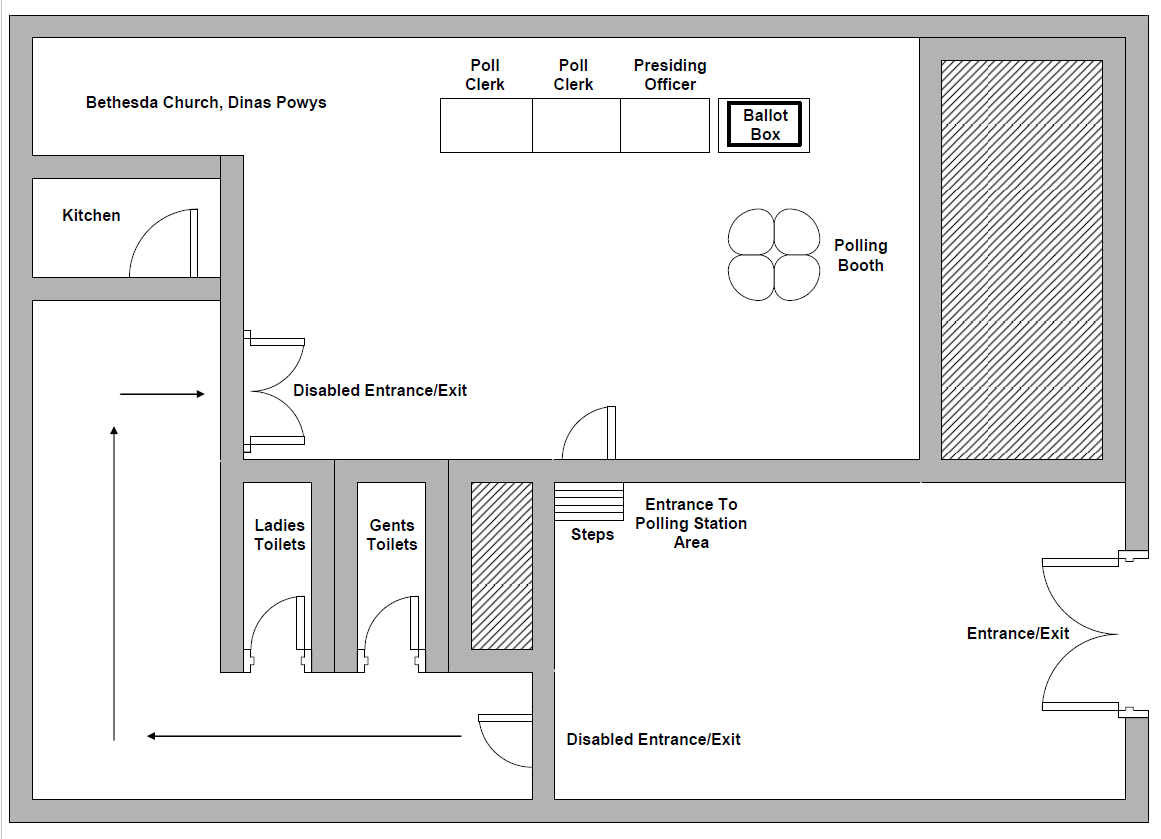 Poll
Clerk
Poll
Clerk
Presiding
Officer
Bethesda Church, Dinas Powys
Ballot
Box
Kitchen
Polling
Booth
Disabled Entrance/Exit
Entrance To
Polling Station
Area
Steps
Ladies
Toilets
Gents
Toilets
Entrance/Exit
Disabled Entrance/Exit